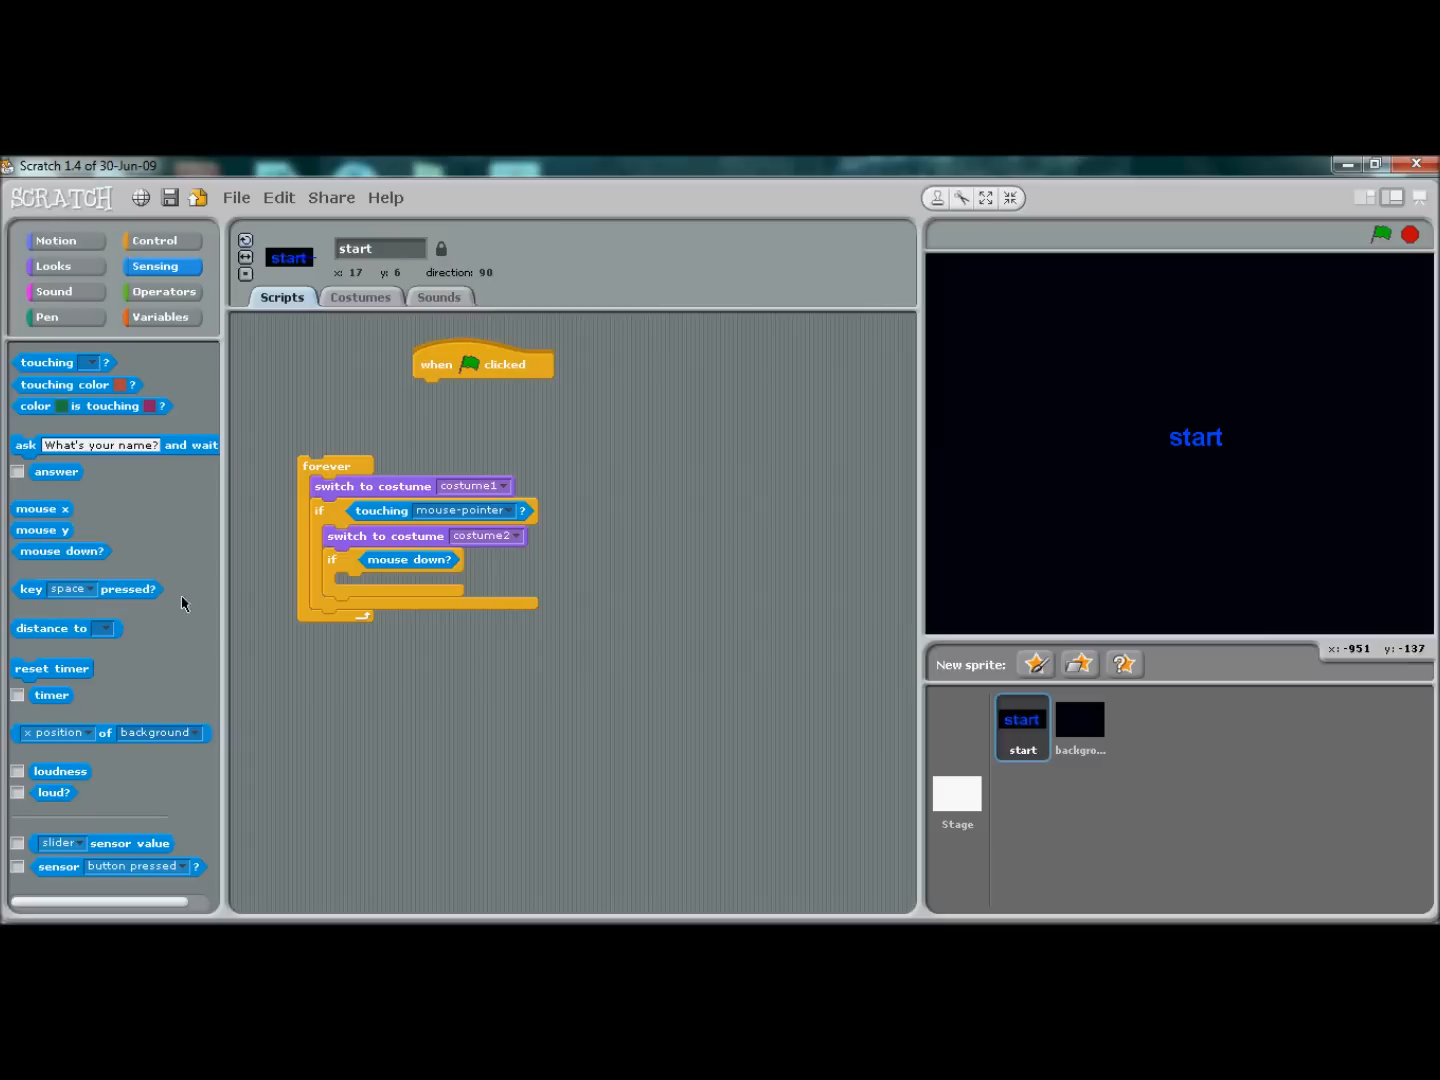 Scratch 1.4 of 30-Jun-09
SCRATCH
File Edit Share Help
Motion Control
Looks Sensing
Sound Operators
Pen Variables
start
start
x: 17 y: 6 direction: 90
Scripts Costumes Sounds
touching ?
touching color ?
color is touching ?
ask What's your name? and wait
answer
mouse x
mouse y
mouse down?
key space pressed?
distance to
reset timer
timer
x position of background
loudness
loud?
slider sensor value
sensor button pressed ?
when clicked
forever
switch to costume costume1
if touching mouse-pointer ?
switch to costume costume2
if mouse down?
start
x: -951 y: -137
New sprite:
start
start
backgro...
Stage